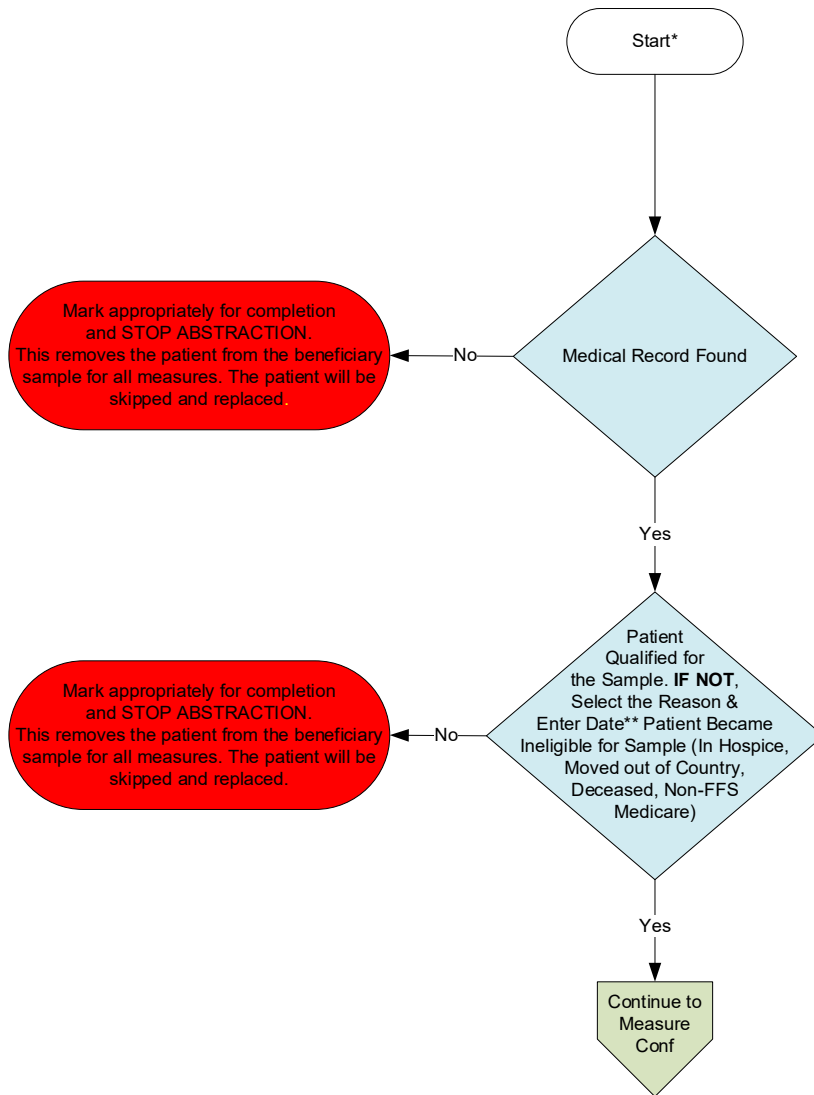 Start*
Medical Record Found
No
Mark appropriately for completion
and STOP ABSTRACTION.
This removes the patient from the beneficiary
sample for all measures. The patient will be
skipped and replaced.
Yes
Patient
Qualified for
the Sample. IF NOT,
Select the Reason &
Enter Date** Patient Became
Ineligible for Sample (In Hospice,
Moved out of Country,
Deceased, Non-FFS
Medicare)
No
Mark appropriately for completion
and STOP ABSTRACTION.
This removes the patient from the beneficiary
sample for all measures. The patient will be
skipped and replaced.
Yes
Continue to
Measure
Conf